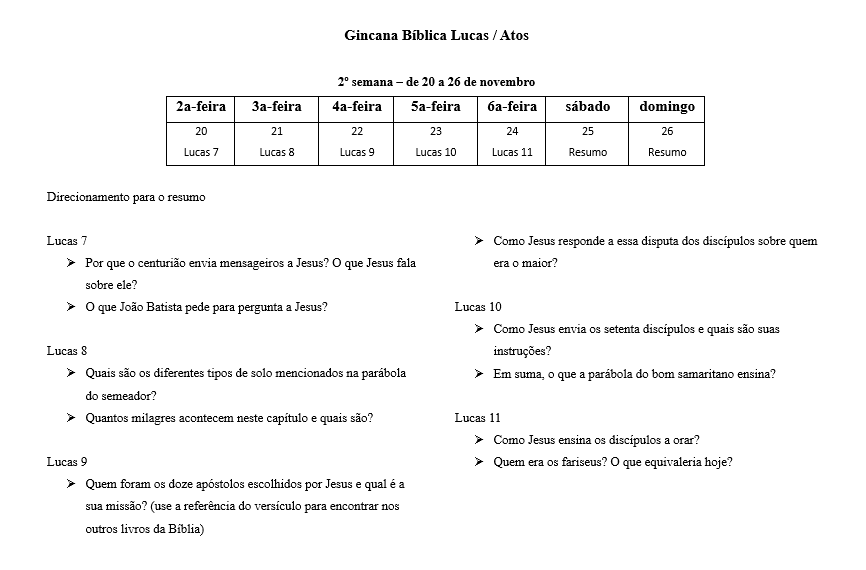 Gincana Bíblica Lucas / Atos
2º semana – de 20 a 26 de novembro
2a-feira 3a-feira 4a-feira 5a-feira 6a-feira sábado domingo
20 21 22 23 24 25 26
Lucas 7 Lucas 8 Lucas 9 Lucas 10 Lucas 11 Resumo Resumo
Direcionamento para o resumo
Lucas 7
➢ Por que o centurião envia mensageiros a Jesus? O que Jesus fala
sobre ele?
➢ O que João Batista pede para pergunta a Jesus?
Lucas 8
➢ Quais são os diferentes tipos de solo mencionados na parábola
do semeador?
➢ Quantos milagres acontecem neste capítulo e quais são?
Lucas 9
➢ Quem foram os doze apóstolos escolhidos por Jesus e qual é a
sua missão? (use a referência do versículo para encontrar nos
outros livros da Bíblia)
➢ Como Jesus responde a essa disputa dos discípulos sobre quem
era o maior?
Lucas 10
➢ Como Jesus envia os setenta discípulos e quais são suas
instruções?
➢ Em suma, o que a parábola do bom samaritano ensina?
Lucas 11
➢ Como Jesus ensina os discípulos a orar?
➢ Quem era os fariseus? O que equivaleria hoje?